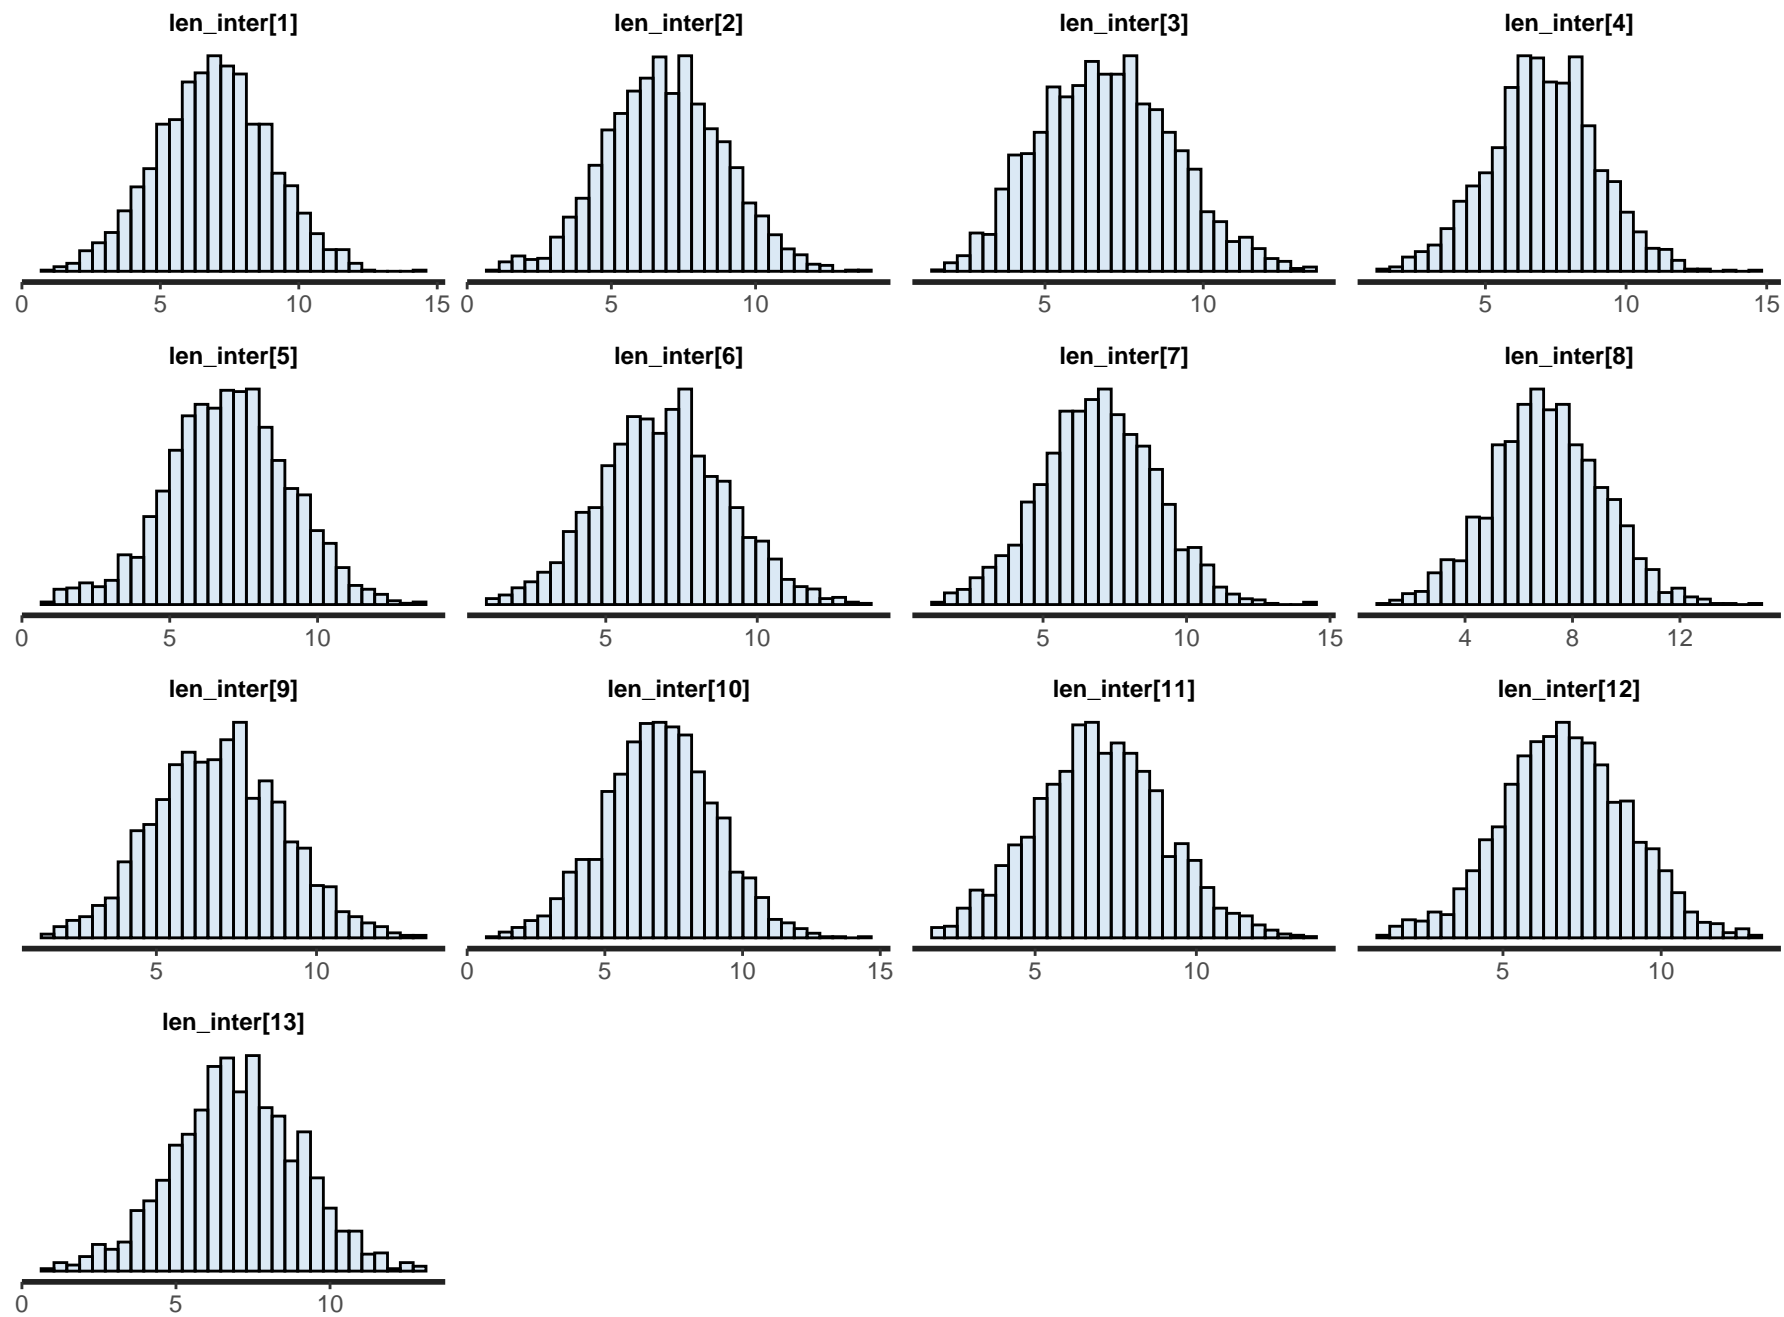 len_inter[1] len_inter[2] len_inter[3] len_inter[4]
0 5 10 15 0 5 10 5 10 5 10 15
len_inter[5] len_inter[6] len_inter[7] len_inter[8]
0 5 10 5 10 5 10 15 4 8 12
len_inter[9] len_inter[10] len_inter[11] len_inter[12]
5 10 0 5 10 15 5 10 5 10
len_inter[13]
0 5 10